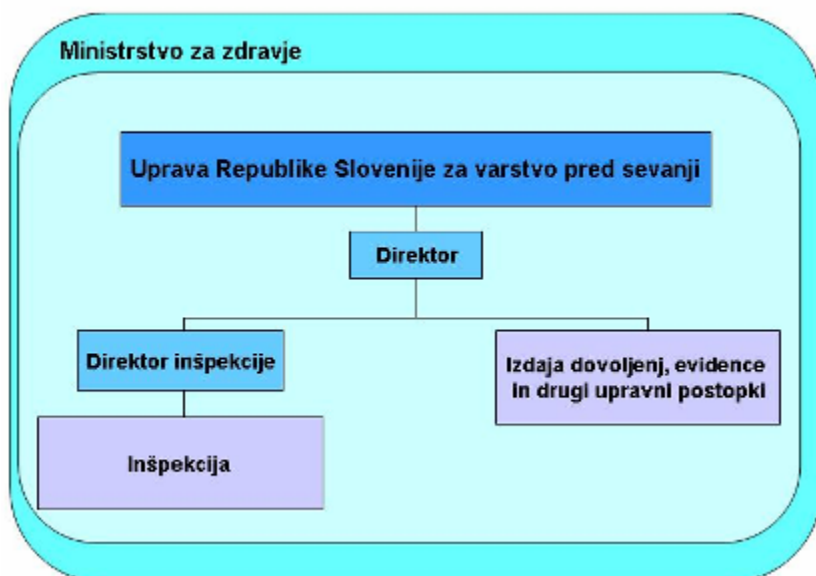 Ministrstvo za zdravje
Uprava Republike Slovenije za varstvo pred sevanji
Direktor
Direktor inšpekcije
Izdaja dovoljenj, evidence
in drugi upravni postopki
Inšpekcija